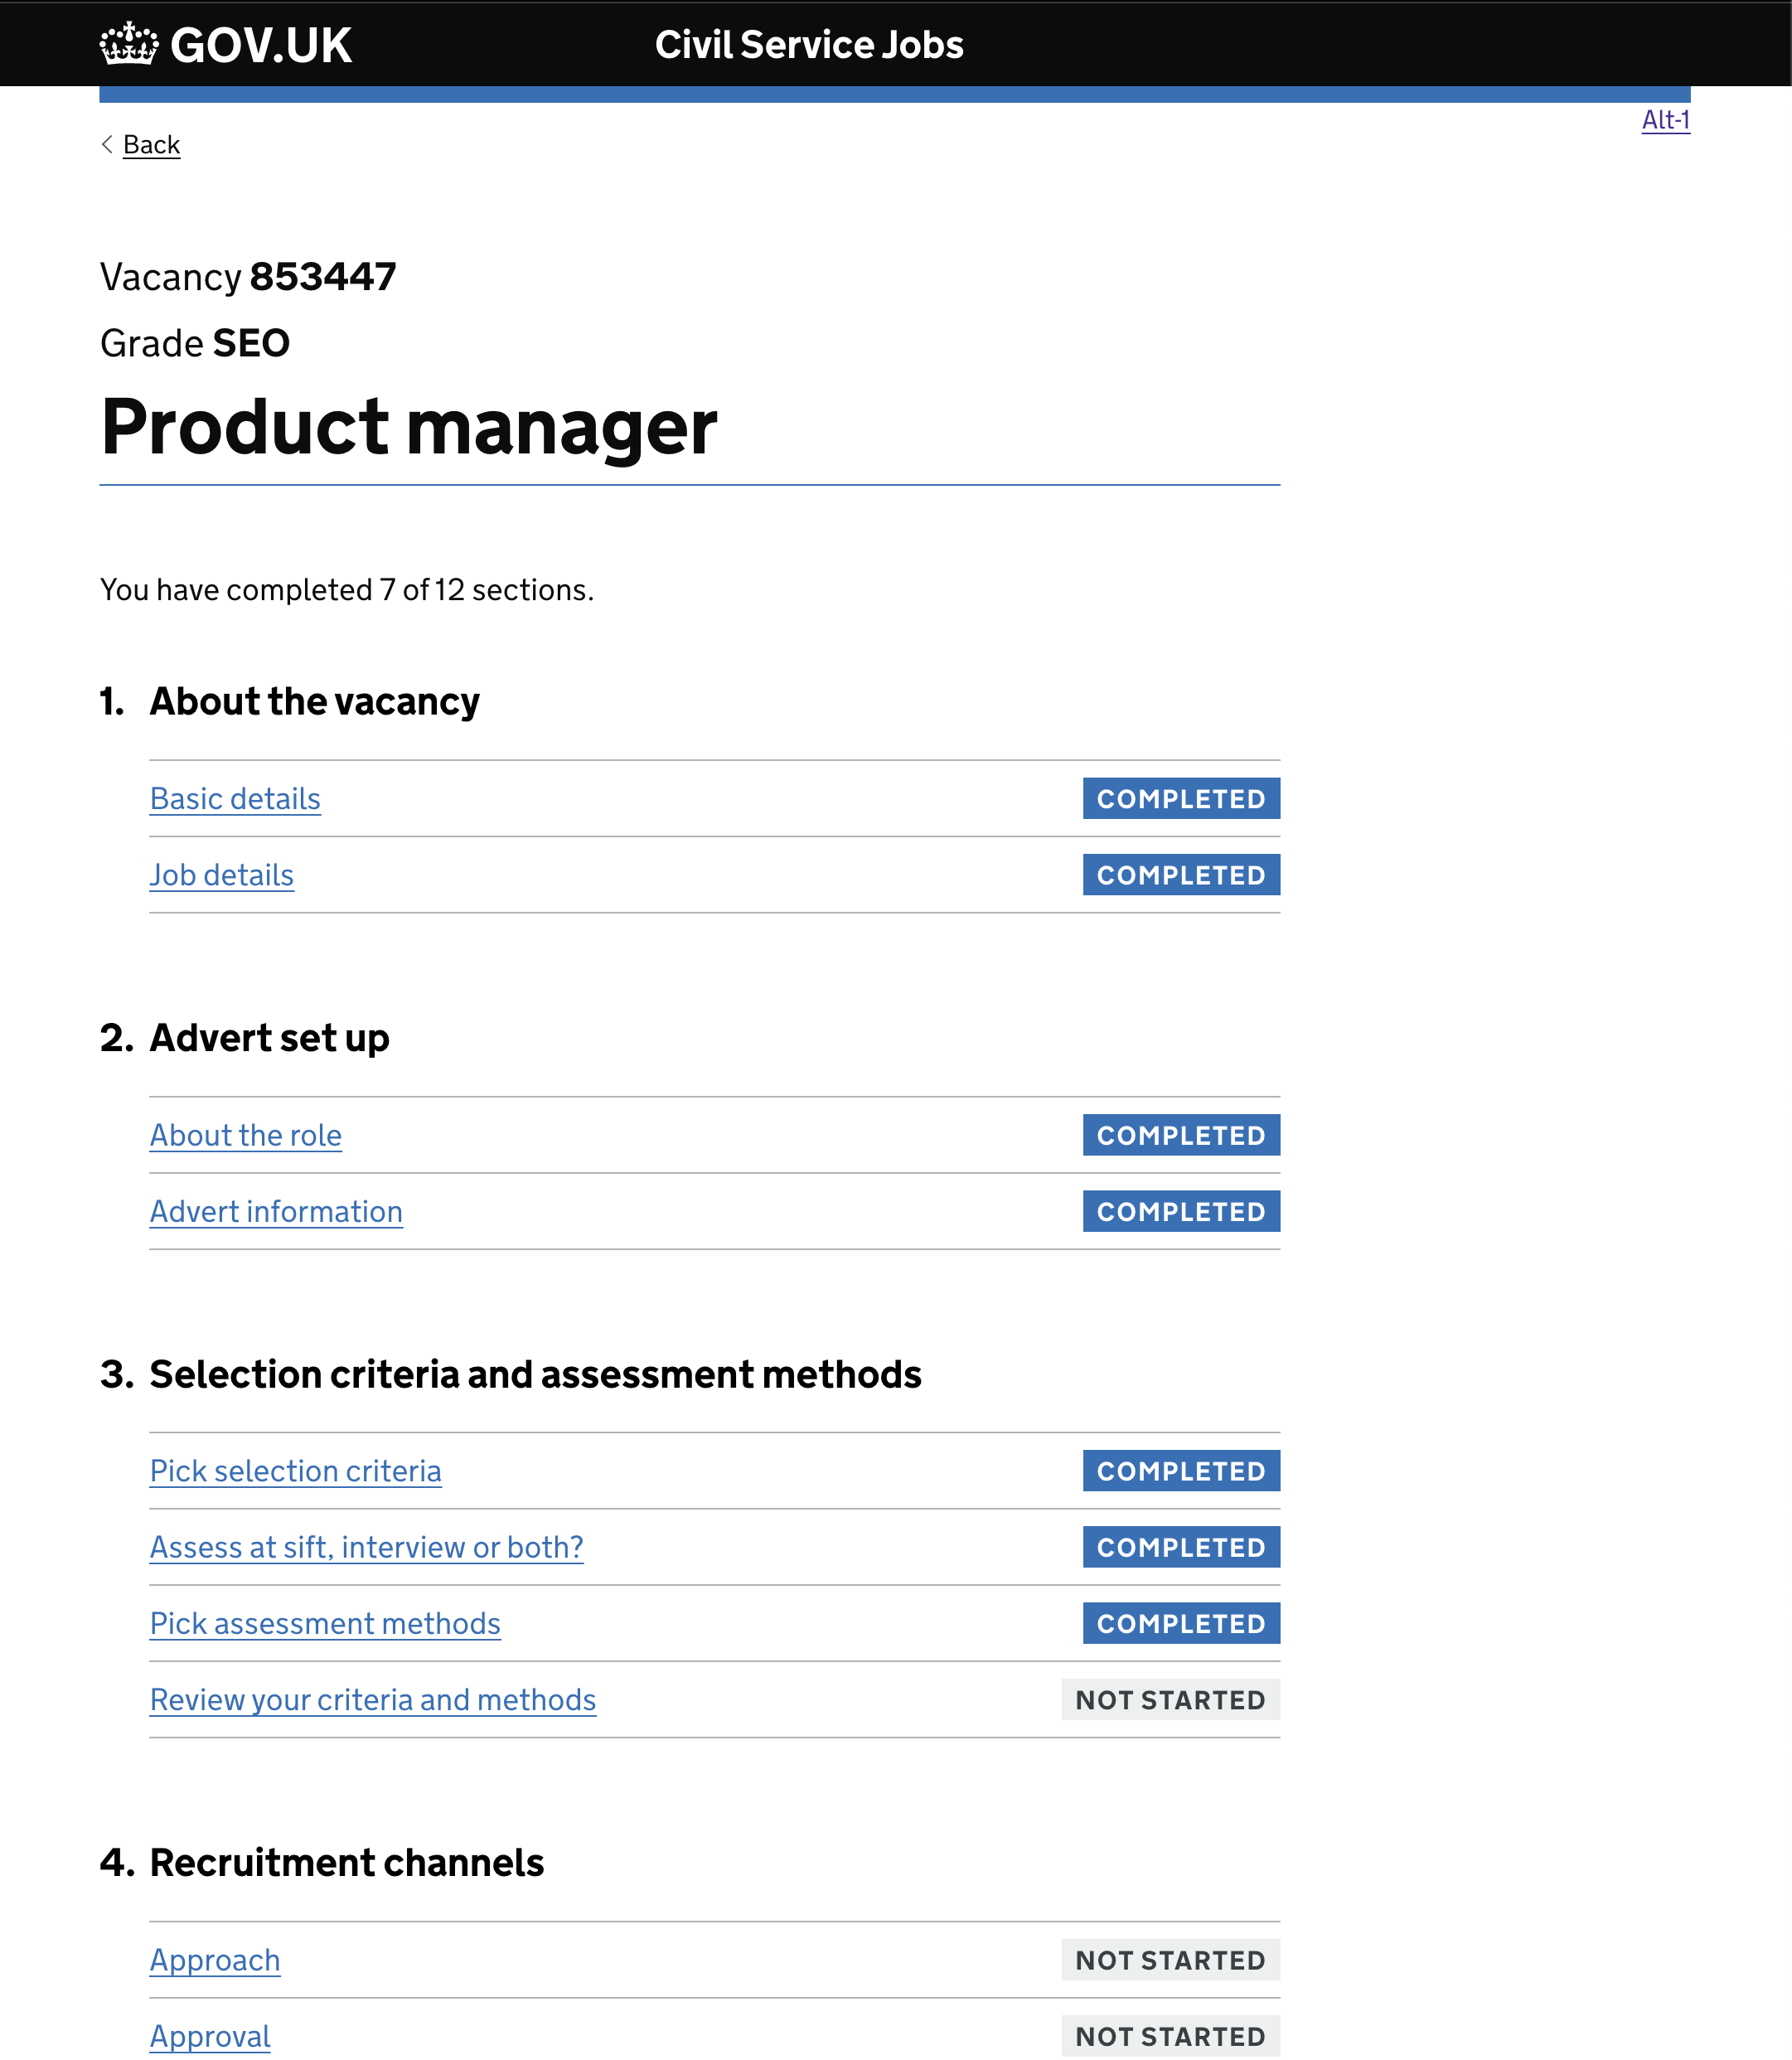 GOV.UK
Civil Service Jobs
Alt-1
Back
Vacancy 853447
Grade SEO
Product manager
You have completed 7 of 12 sections.
1. About the vacancy
Basic details COMPLETED
Job details COMPLETED
2. Advert set up
About the role COMPLETED
Advert information COMPLETED
3. Selection criteria and assessment methods
Pick selection criteria COMPLETED
Assess at sift, interview or both? COMPLETED
Pick assessment methods COMPLETED
Review your criteria and methods NOT STARTED
4. Recruitment channels
Approach NOT STARTED
Approval NOT STARTED